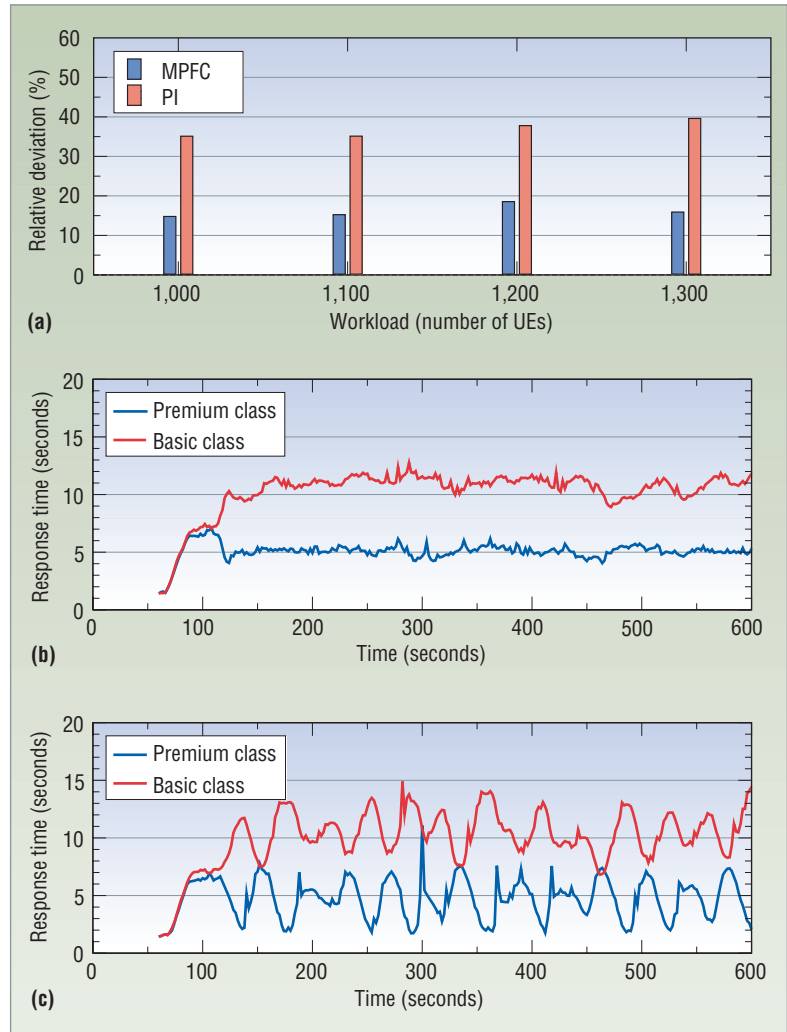 60
50
40
30
20
10
0
Relative deviation (%)
MPFC
PI
1,000
1,100
1,200
1,300
Workload (number of UEs)
(a)
20
15
10
5
0
Response time (seconds)
Premium class
Basic class
0
100
200
300
400
500
600
Time (seconds)
(b)
20
15
10
5
0
Response time (seconds)
Premium class
Basic class
0
100
200
300
400
500
600
Time (seconds)
(c)